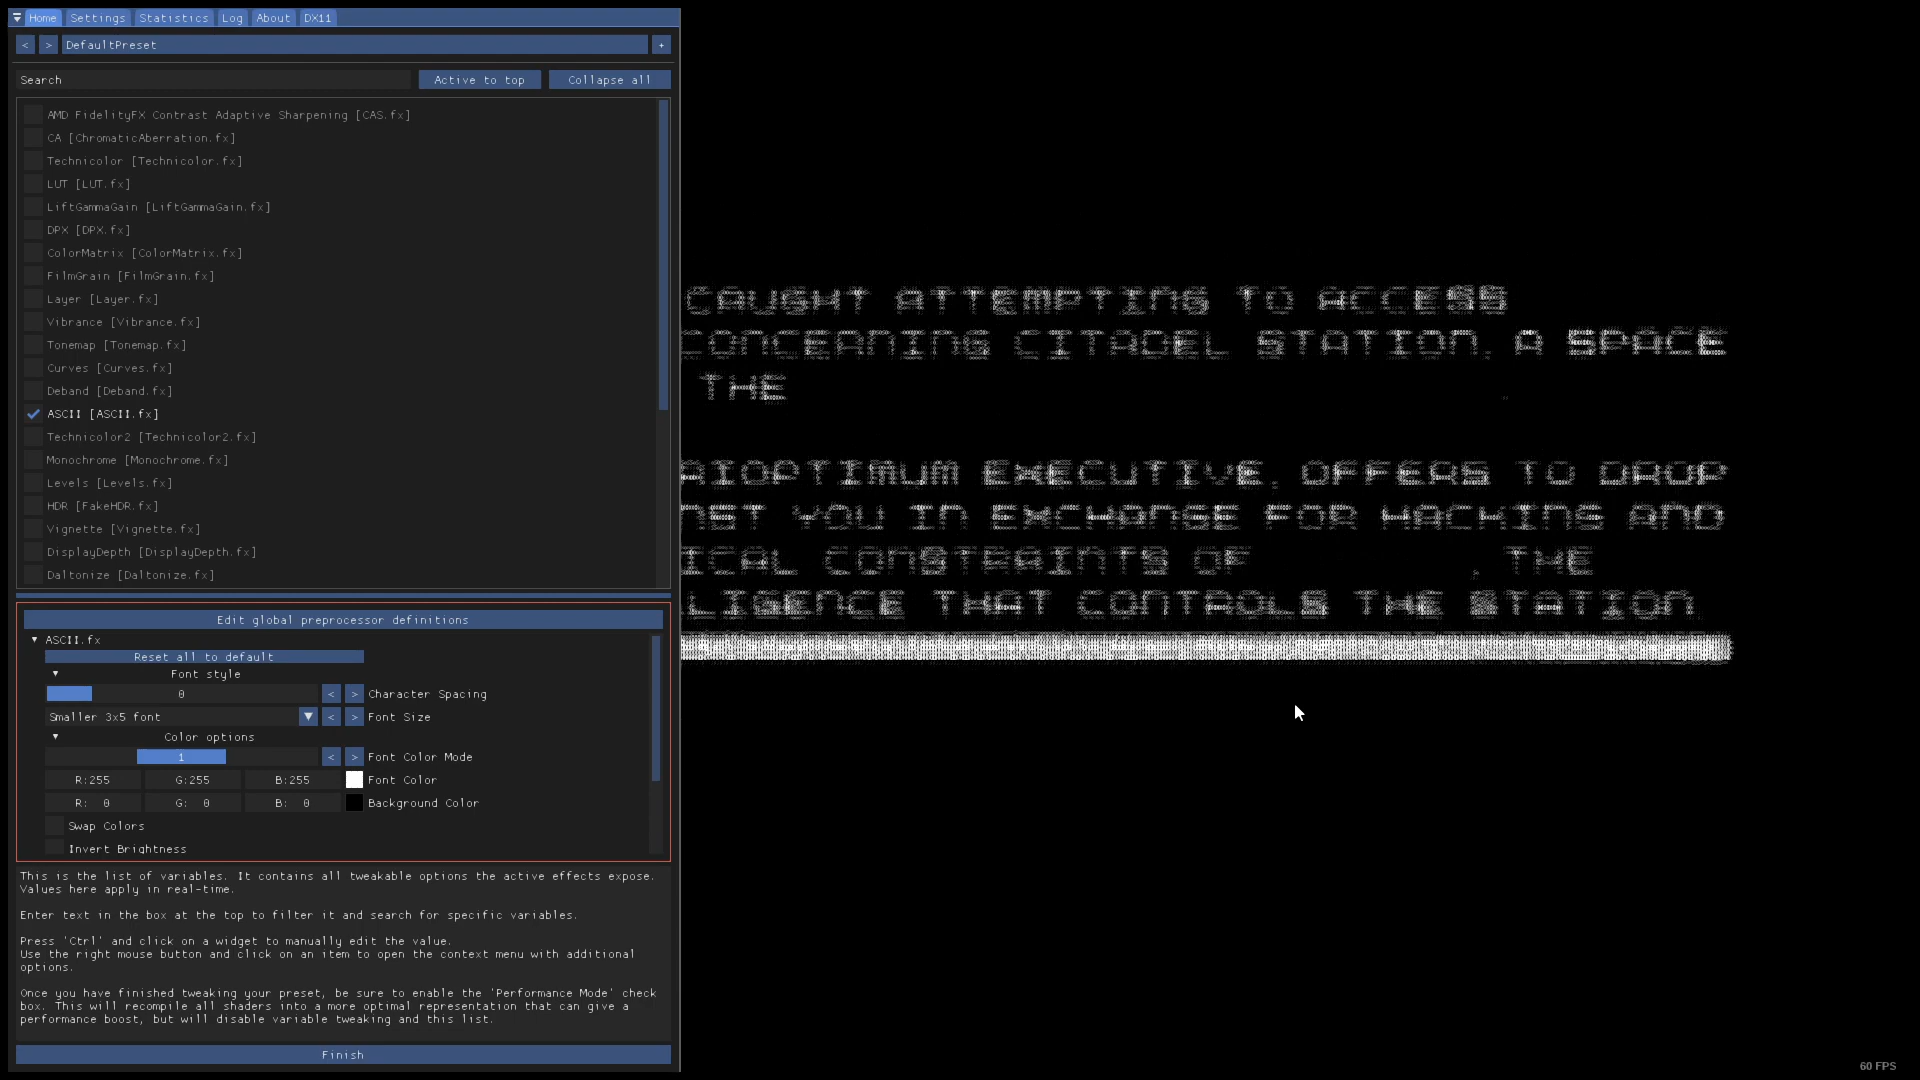 Home Settings Statistics Log About DX11
< > DefaultPreset +
Search Active to top Collapse all
AMD FidelityFX Contrast Adaptive Sharpening [CAS.fx]
CA [ChromaticAberration.fx]
Technicolor [Technicolor.fx]
LUT [LUT.fx]
LiftGammaGain [LiftGammaGain.fx]
DPX [DPX.fx]
ColorMatrix [ColorMatrix.fx]
FilmGrain [FilmGrain.fx]
Layer [Layer.fx]
Vibrance [Vibrance.fx]
Tonemap [Tonemap.fx]
Curves [Curves.fx]
Deband [Deband.fx]
ASCII [ASCII.fx]
Technicolor2 [Technicolor2.fx]
Monochrome [Monochrome.fx]
Levels [Levels.fx]
HDR [FakeHDR.fx]
Vignette [Vignette.fx]
DisplayDepth [DisplayDepth.fx]
Daltonize [Daltonize.fx]
Edit global preprocessor definitions
ASCII.fx
Reset all to default
Font style
0 < > Character Spacing
Smaller 3x5 font < > Font Size
Color options
1 < > Font Color Mode
R:255 G:255 B:255 Font Color
R: 0 G: 0 B: 0 Background Color
Swap Colors
Invert Brightness
This is the list of variables. It contains all tweakable options the active effects expose.
Values here apply in real-time.
Enter text in the box at the top to filter it and search for specific variables.
Press 'Ctrl' and click on a widget to manually edit the value.
Use the right mouse button and click on an item to open the context menu with additional
options.
Once you have finished tweaking your preset, be sure to enable the 'Performance Mode' check
box. This will recompile all shaders into a more optimal representation that can give a
performance boost, but will disable variable tweaking and this list.
Finish
CAUGHT ATTEMPTING TO ACCESS
CONCERNING CITADEL STATION, A SPACE
THE
RIOPTIMUM EXECUTIVE, OFFERS TO DROP
NST YOU IN EXCHANGE FOR HACKING AND
ICAL CONSTRAINTS OF , THE
LIGENCE THAT CONTROLS THE STATION
60 FPS